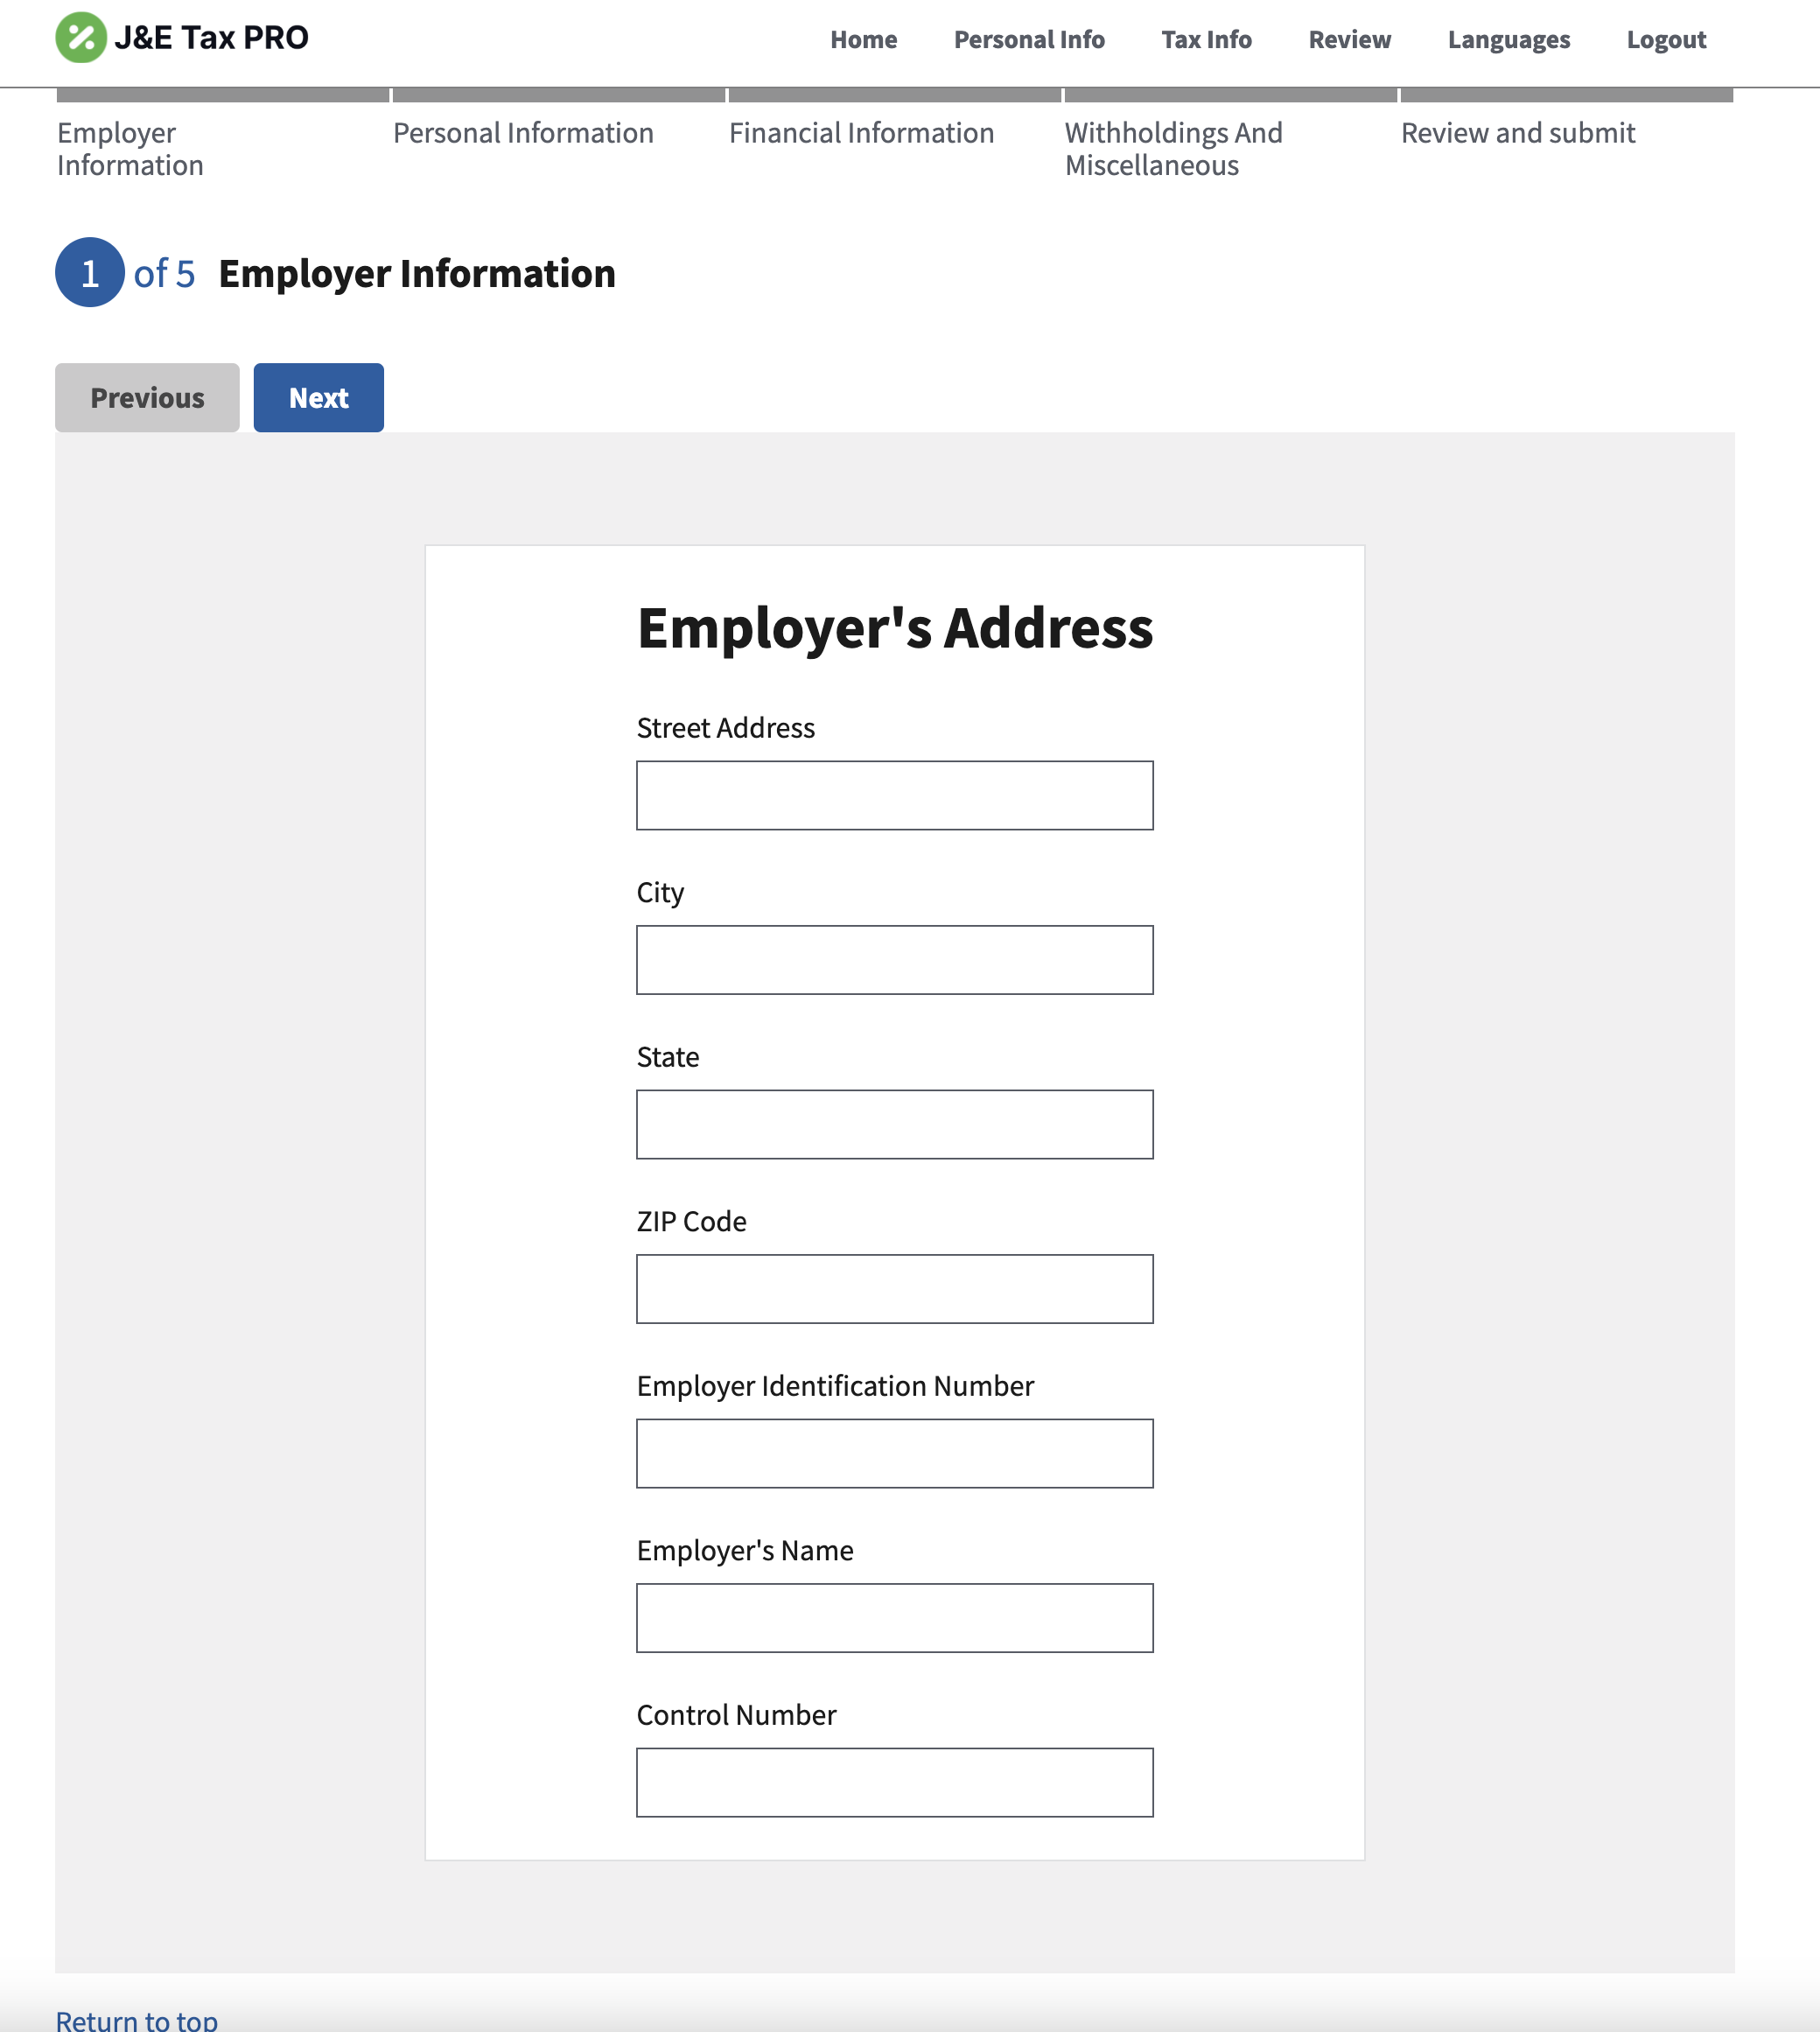 J&E Tax PRO
Home Personal Info Tax Info Review Languages Logout
Employer
Information
Personal Information
Financial Information
Withholdings And
Miscellaneous
Review and submit
1 of 5 Employer Information
Previous Next
Employer's Address
Street Address
City
State
ZIP Code
Employer Identification Number
Employer's Name
Control Number
Return to top